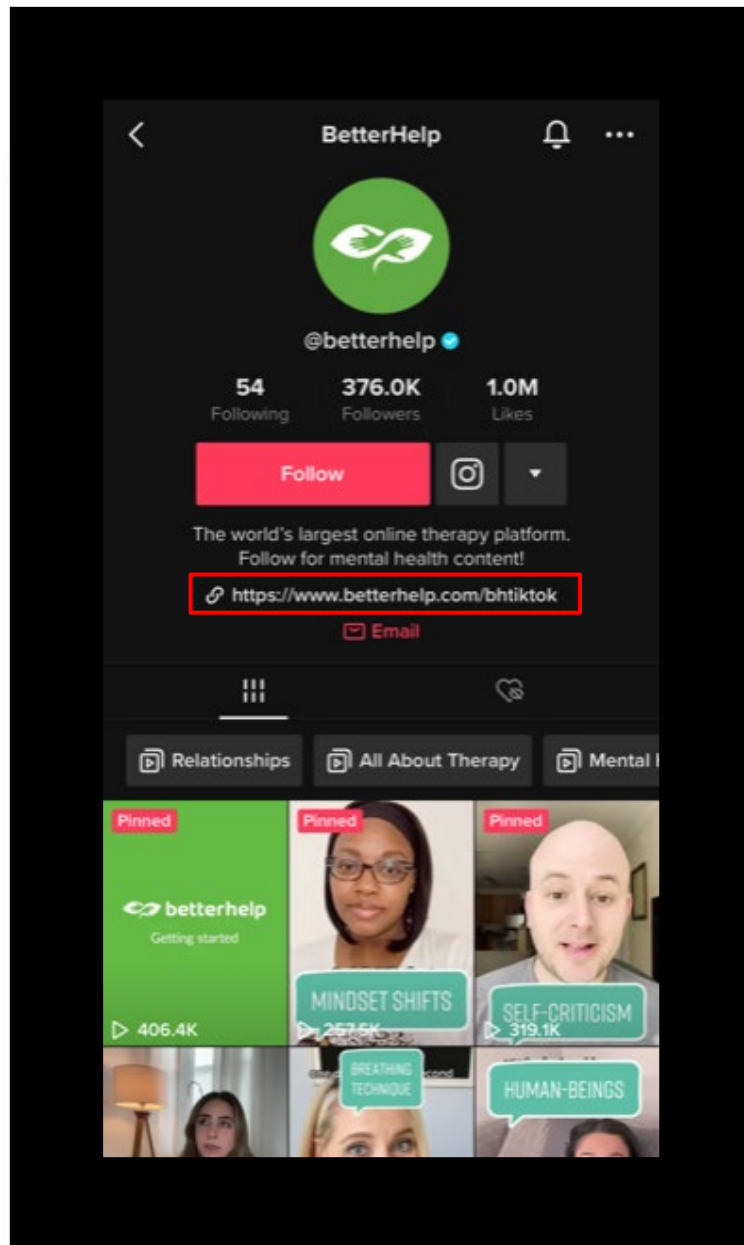 BetterHelp
@betterhelp
54 376.0K 1.0M
Following Followers Likes
Follow
The world's largest online therapy platform.
Follow for mental health content!
https://www.betterhelp.com/bhtiktok
Email
Relationships All About Therapy Mental
Pinned Pinned Pinned
betterhelp
Getting started
MINDSET SHIFTS
SELF-CRITICISM
406.4K 257.5K 319.1K
BREATHING
TECHNIQUE
HUMAN-BEINGS